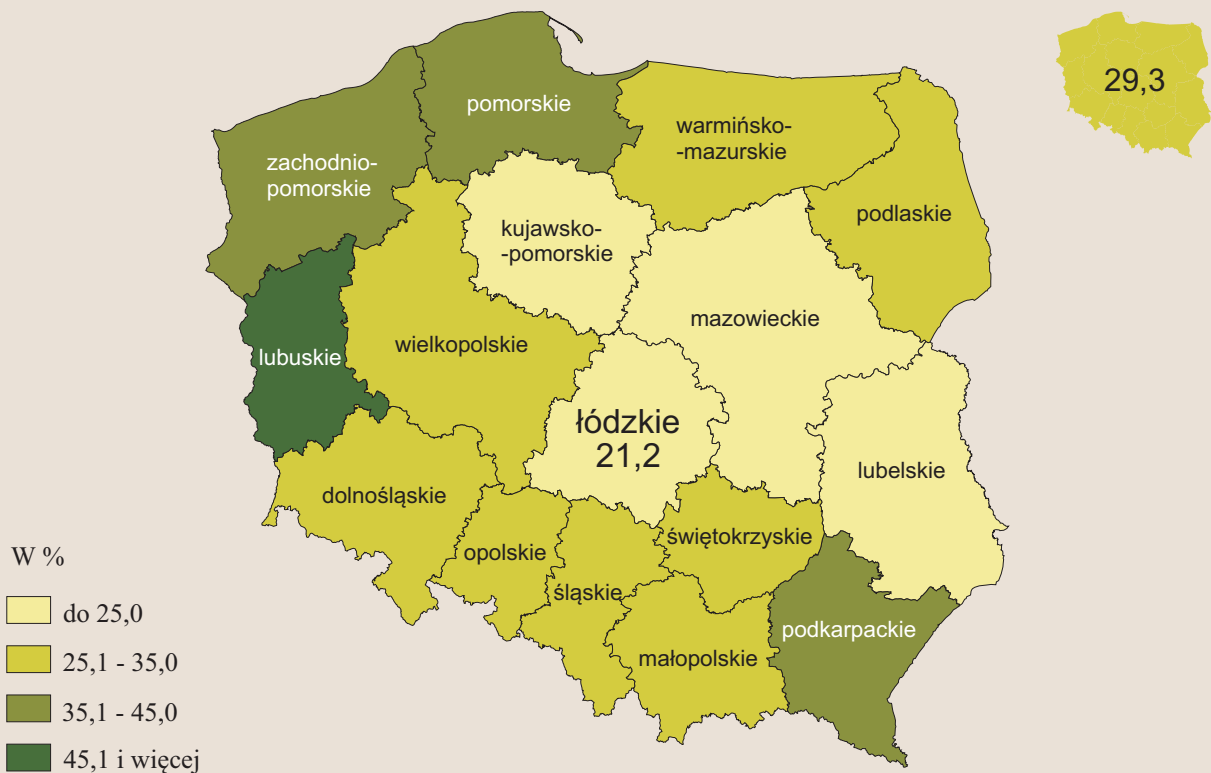 29,3
pomorskie
warmińsko-
-mazurskie
zachodnio-
pomorskie
podlaskie
kujawsko-
-pomorskie
mazowieckie
wielkopolskie
lubuskie
łódzkie
21,2
lubelskie
dolnośląskie
świętokrzyskie
opolskie
śląskie
podkarpackie
małopolskie
W %
do 25,0
25,1 - 35,0
35,1 - 45,0
45,1 i więcej